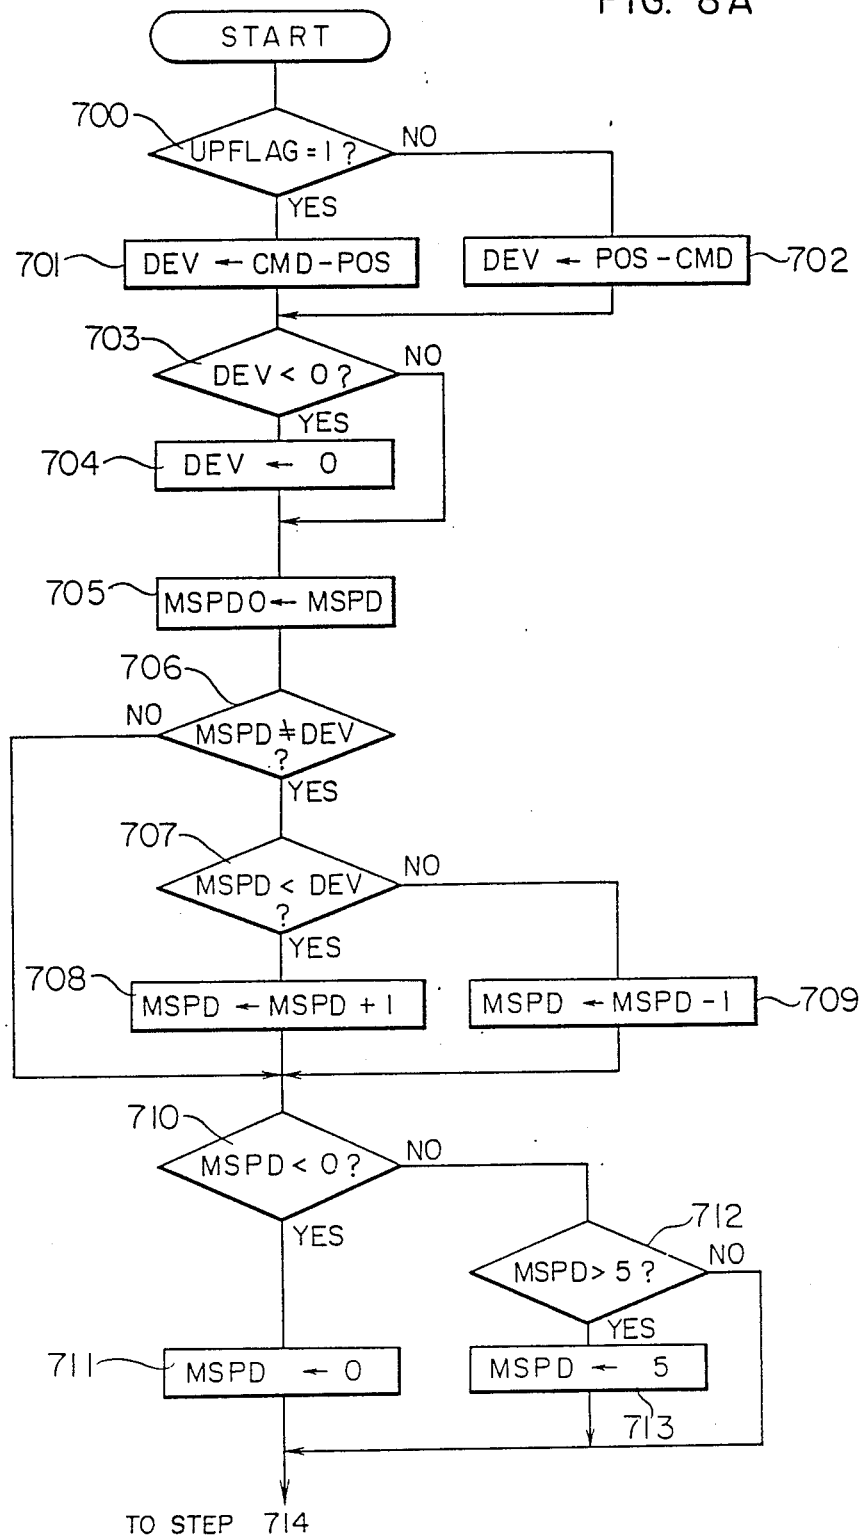 FIG. 8A
START
700
UPFLAG = 1 ?
NO
YES
701
DEV ← CMD-POS
DEV ← POS-CMD
702
703
DEV < 0 ?
NO
YES
704
DEV ← 0
705
MSPD0 ← MSPD
706
NO
MSPD ≠ DEV
?
YES
707
MSPD < DEV
?
NO
YES
708
MSPD ← MSPD + 1
MSPD ← MSPD - 1
709
710
MSPD < 0 ?
NO
YES
712
MSPD > 5 ?
NO
YES
711
MSPD ← 0
MSPD ← 5
713
TO STEP 714